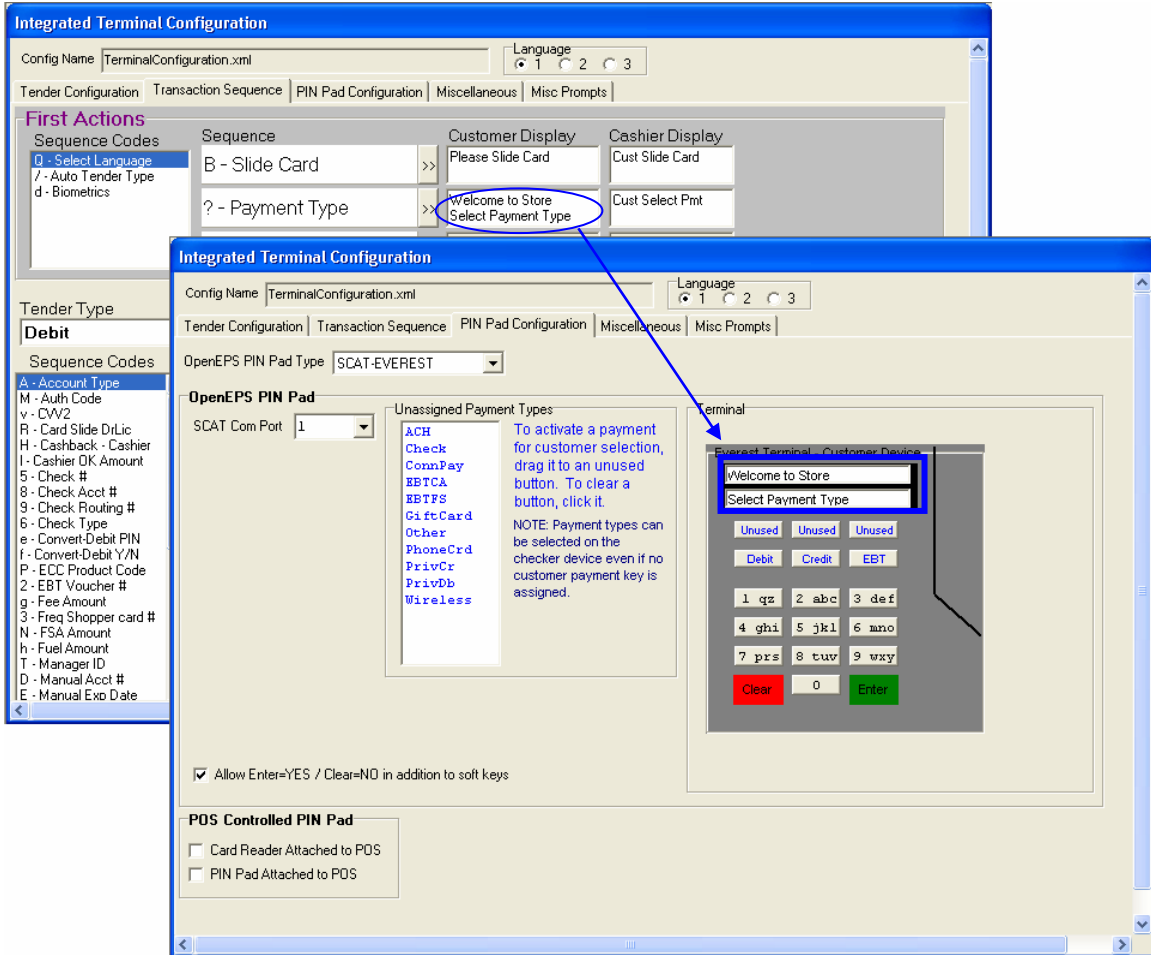 Integrated Terminal Configuration
Config Name TerminalConfiguration.xml
Language
1 2 3
Tender Configuration Transaction Sequence PIN Pad Configuration Miscellaneous Misc Prompts
First Actions
Sequence Codes Sequence Customer Display Cashier Display
Q - Select Language
/ - Auto Tender Type
d - Biometrics
B - Slide Card >> Please Slide Card Cust Slide Card
? - Payment Type >> Welcome to Store Cust Select Pmt
Select Payment Type
Tender Type
Debit
Sequence Codes
A - Account Type
M - Auth Code
v - CVV2
R - Card Slide DrLic
H - Cashback - Cashier
I - Cashier OK Amount
5 - Check #
8 - Check Acct #
9 - Check Routing #
6 - Check Type
e - Convert-Debit PIN
f - Convert-Debit Y/N
P - ECC Product Code
2 - EBT Voucher #
g - Fee Amount
3 - Freq Shopper card #
N - FSA Amount
h - Fuel Amount
T - Manager ID
D - Manual Acct #
E - Manual Exp Date
Integrated Terminal Configuration
Config Name TerminalConfiguration.xml
Language
1 2 3
Tender Configuration Transaction Sequence PIN Pad Configuration Miscellaneous Misc Prompts
OpenEPS PIN Pad Type SCAT-EVEREST
OpenEPS PIN Pad
SCAT Com Port 1
Unassigned Payment Types
ACH
Check
ConnPay
EBTCA
EBTFS
GiftCard
Other
PhoneCrd
PrivCr
PrivDb
Wireless
To activate a payment
for customer selection,
drag it to an unused
button. To clear a
button, click it.
NOTE: Payment types can
be selected on the
checker device even if no
customer payment key is
assigned.
Terminal
Everest Terminal - Customer Device
Welcome to Store
Select Payment Type
Unused Unused Unused
Debit Credit EBT
1 qz 2 abc 3 def
4 ghi 5 jkl 6 mno
7 prs 8 tuv 9 wxy
Clear 0 Enter
Allow Enter=YES / Clear=NO in addition to soft keys
POS Controlled PIN Pad
Card Reader Attached to POS
PIN Pad Attached to POS